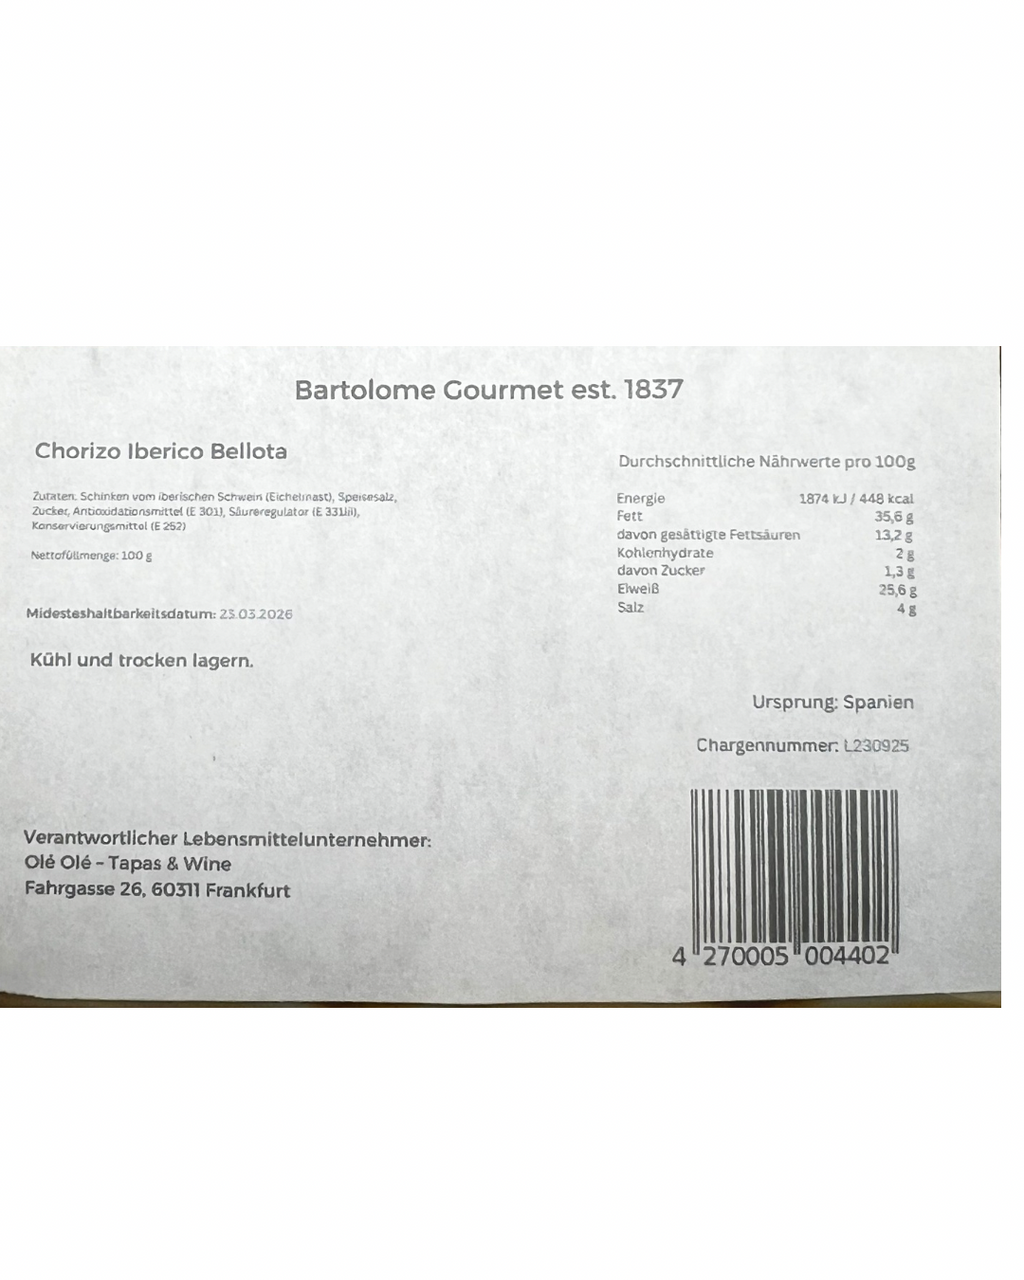 Bartolome Gourmet est. 1837
Chorizo Iberico Bellota
Zutaten: Schinken vom iberischen Schwein (Eichelmast), Speisesalz,
Zucker, Antioxidationsmittel (E 301), Säureregulator (E 331iii),
Konservierungsmittel (E 252)
Nettofüllmenge: 100 g
Midesteshaltbarkeitsdatum: 23.03.2026
Kühl und trocken lagern.
Verantwortlicher Lebensmittelunternehmer:
Olé Olé - Tapas & Wine
Fahrgasse 26, 60311 Frankfurt
Durchschnittliche Nährwerte pro 100g
Energie 1874 kJ / 448 kcal
Fett 35,6 g
davon gesättigte Fettsäuren 13,2 g
Kohlenhydrate 2 g
davon Zucker 1,3 g
Eiweiß 25,6 g
Salz 4 g
Ursprung: Spanien
Chargennummer: L230925
4 270005 004402